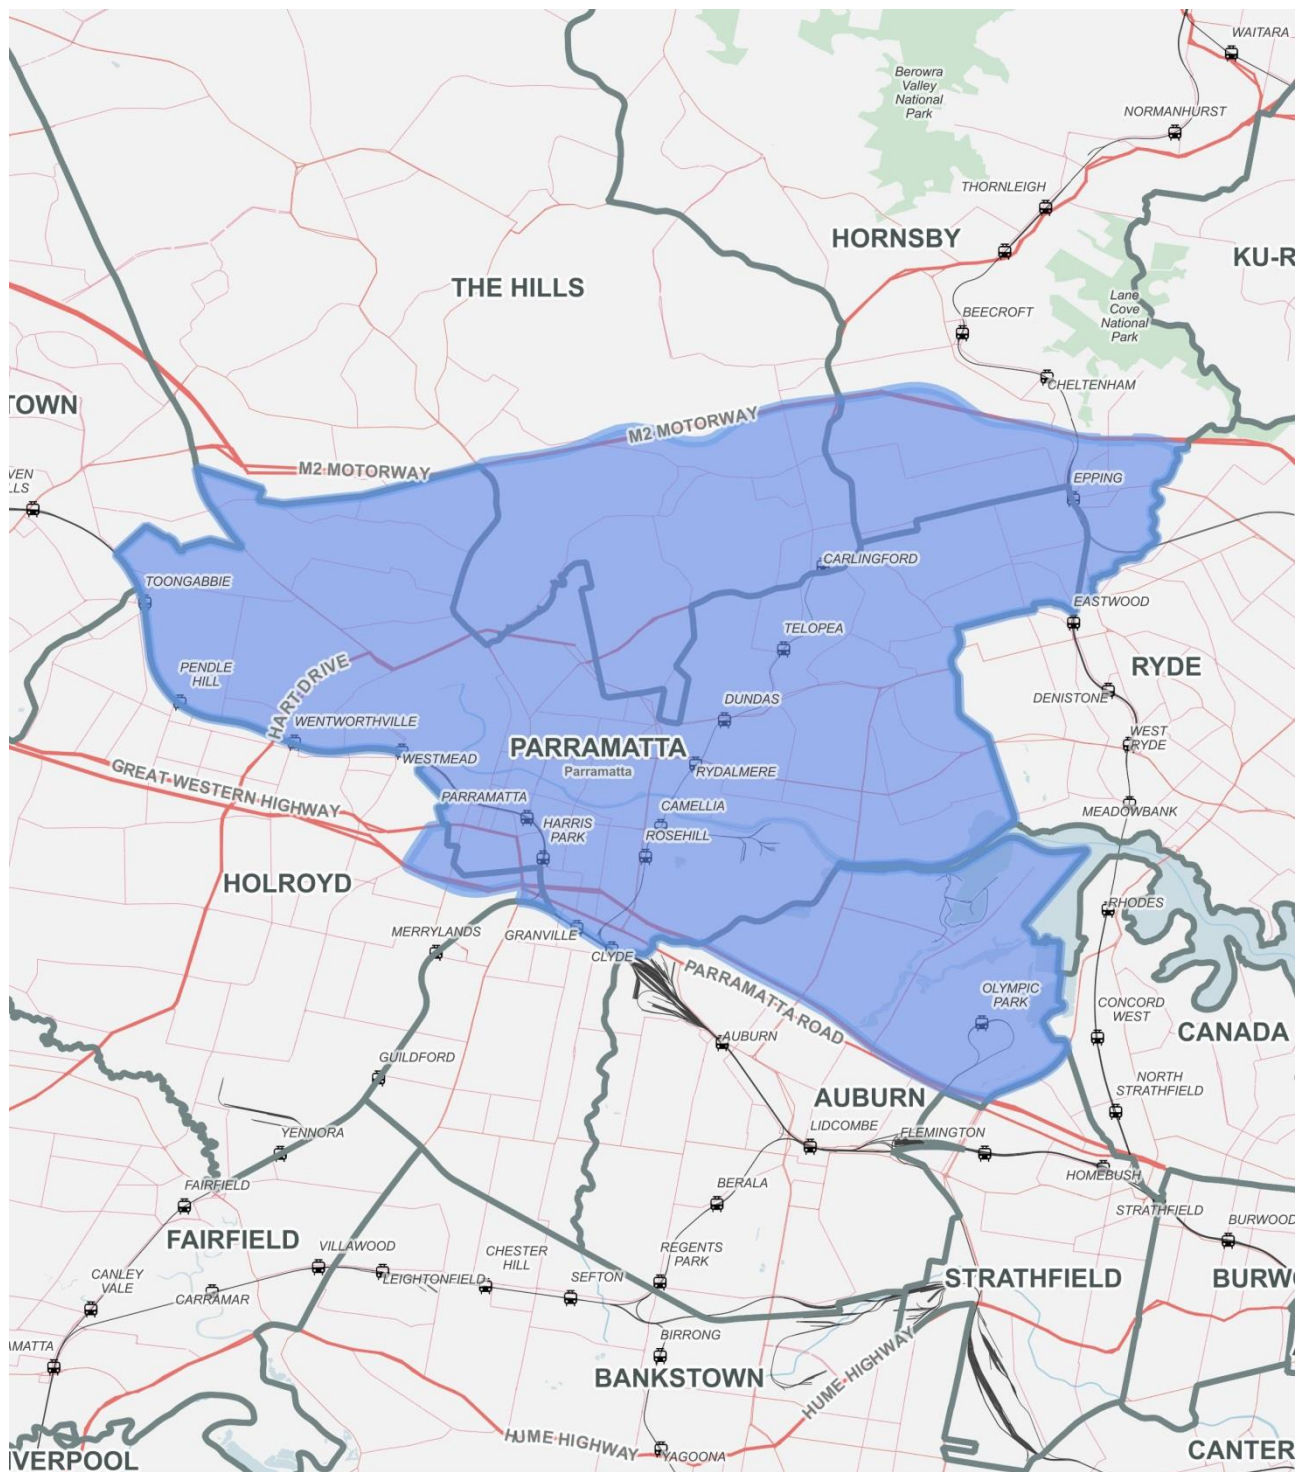 WAITARA
Berowra
Valley
National
Park
NORMANHURST
THORNLEIGH
HORNSBY
KU-R
THE HILLS
Lane
Cove
National
Park
BEECROFT
CHELTENHAM
TOWN
M2 MOTORWAY
M2 MOTORWAY
VEN
LLS
EPPING
CARLINGFORD
TOONGABBIE
EASTWOOD
TELOPEA
RYDE
PENDLE
HILL
HART DRIVE
DENISTONE
DUNDAS
WENTWORTHVILLE
WEST
RYDE
WESTMEAD
PARRAMATTA
Parramatta
RYDALMERE
GREAT WESTERN HIGHWAY
PARRAMATTA
CAMELLIA
MEADOWBANK
HARRIS
PARK
ROSEHILL
HOLROYD
RHODES
MERRYLANDS
GRANVILLE
CLYDE
PARRAMATTA ROAD
OLYMPIC
PARK
CONCORD
WEST
CANADA
AUBURN
GUILDFORD
NORTH
STRATHFIELD
AUBURN
LIDCOMBE
FLEMINGTON
YENNORA
HOMEBUSH
FAIRFIELD
BERALA
STRATHFIELD
BURWOOD
FAIRFIELD
VILLAWOOD
CHESTER
HILL
REGENTS
PARK
LEIGHTONFIELD
SEFTON
STRATHFIELD
BURWO
CANLEY
VALE
CARRAMAR
AMATTA
BIRRONG
BANKSTOWN
HUME HIGHWAY
HUME HIGHWAY
YAGOONA
IVERPOOL
CANTER